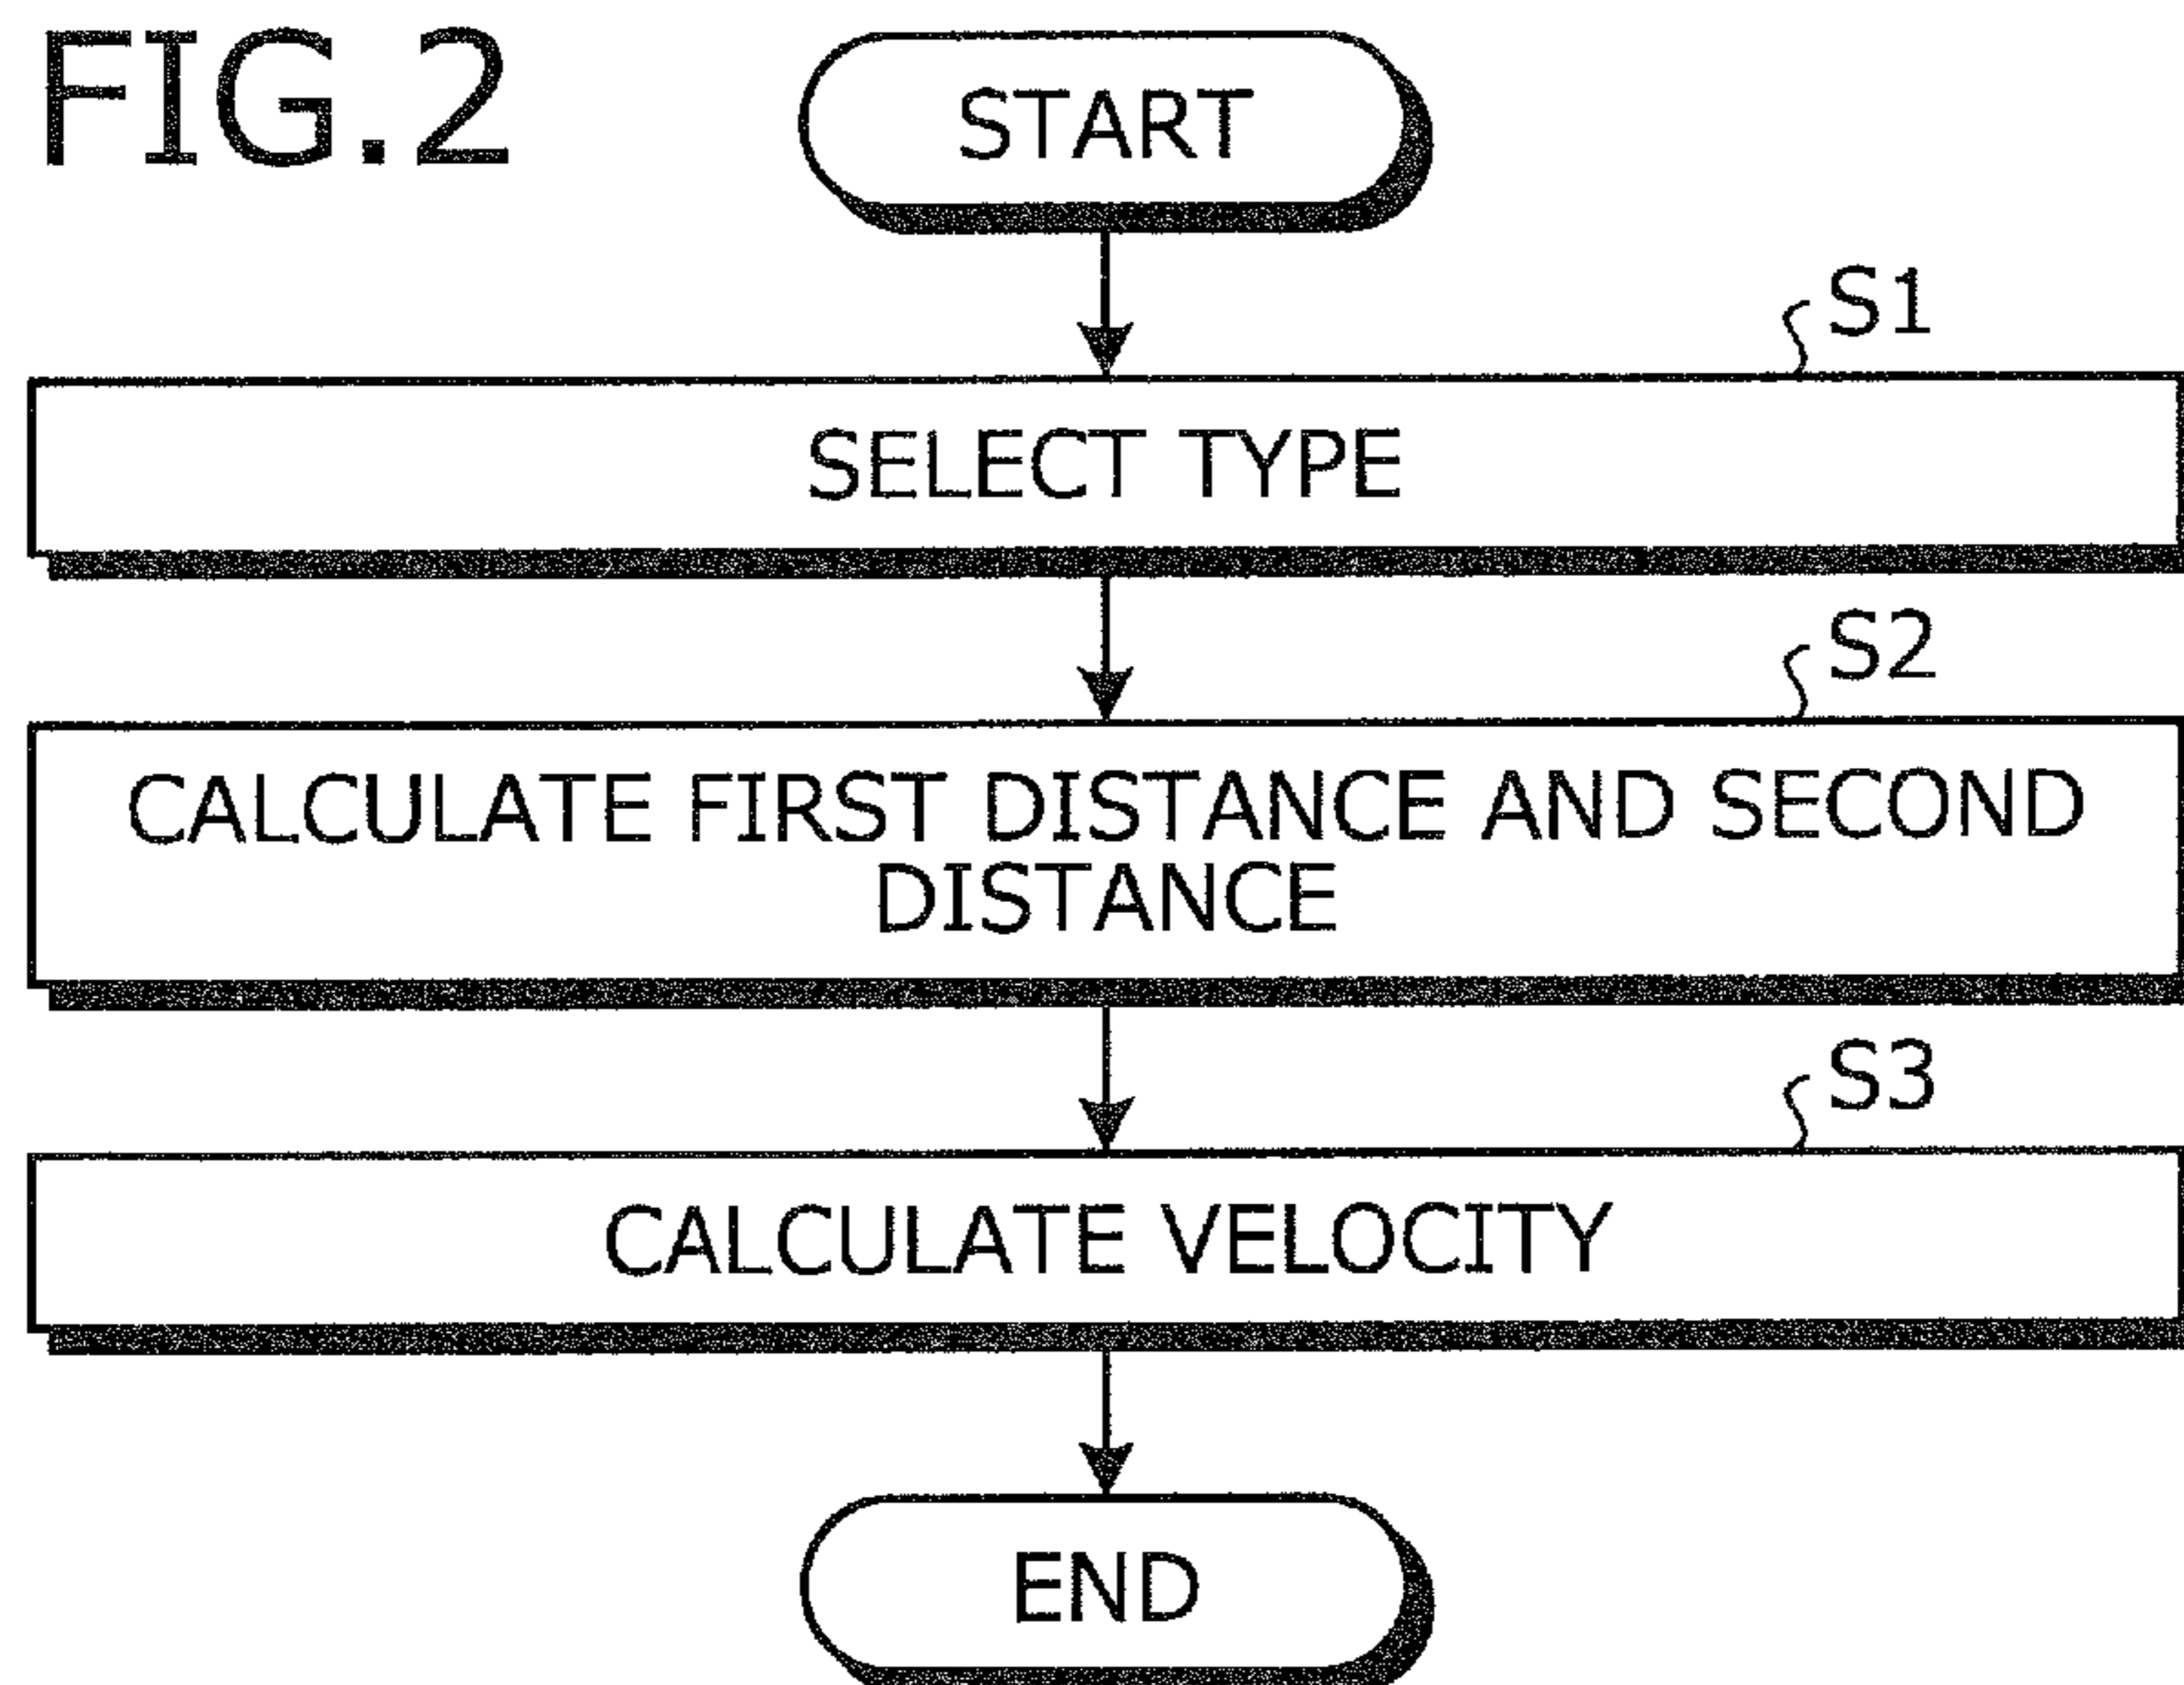 FIG.2
START
S1
SELECT TYPE
S2
CALCULATE FIRST DISTANCE AND SECOND
DISTANCE
S3
CALCULATE VELOCITY
END